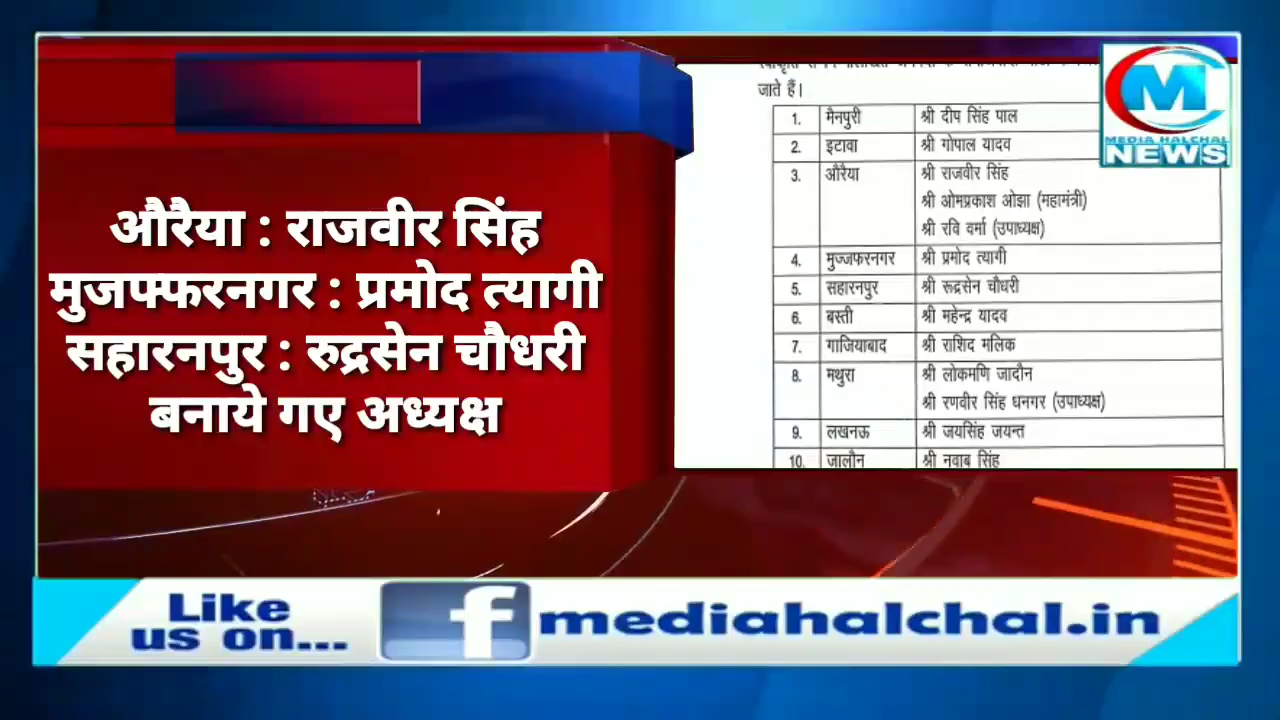 औरैया : राजवीर सिंह
मुजफ्फरनगर : प्रमोद त्यागी
सहारनपुर : रुद्रसेन चौधरी
बनाये गए अध्यक्ष
जाते हैं।
1. मैनपुरी श्री दीप सिंह पाल
2. इटावा श्री गोपाल यादव
3. औरैया श्री राजवीर सिंह
श्री ओमप्रकाश ओझा (महामंत्री)
श्री रवि वर्मा (उपाध्यक्ष)
4. मुज्जफरनगर श्री प्रमोद त्यागी
5. सहारनपुर श्री रूद्रसेन चौधरी
6. बस्ती श्री महेन्द्र यादव
7. गाजियाबाद श्री राशिद मलिक
8. मथुरा श्री लोकमणि जादौन
श्री रणवीर सिंह धनगर (उपाध्यक्ष)
9. लखनऊ श्री जयसिंह जयन्त
10. जालौन श्री नवाब सिंह
M
MEDIA HALCHAL
NEWS
Like
us on...
f mediahalchal.in